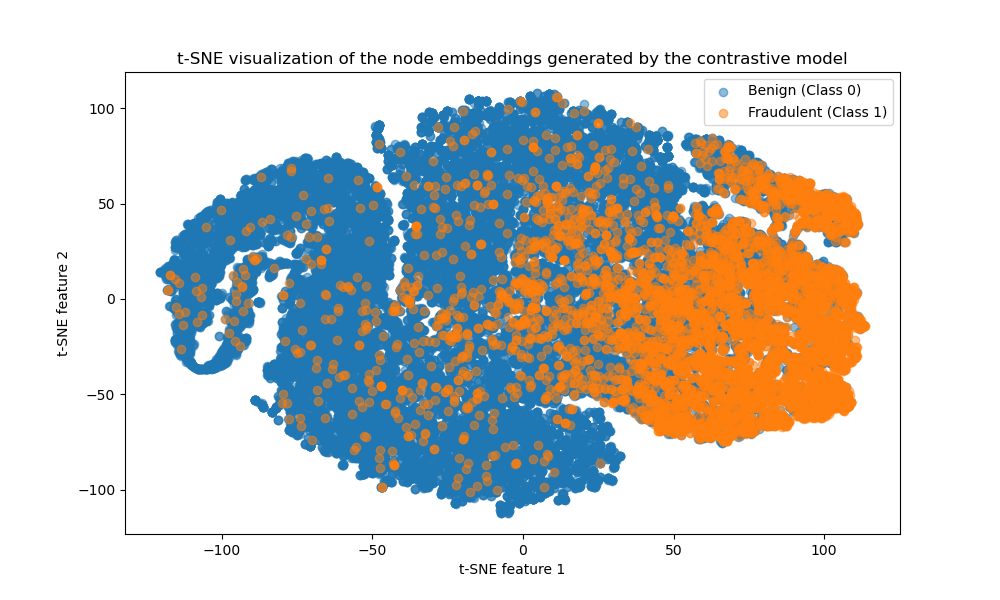 t-SNE visualization of the node embeddings generated by the contrastive model
Benign (Class 0)
Fraudulent (Class 1)
100
50
0
−50
−100
t-SNE feature 2
−100
−50
0
50
100
t-SNE feature 1